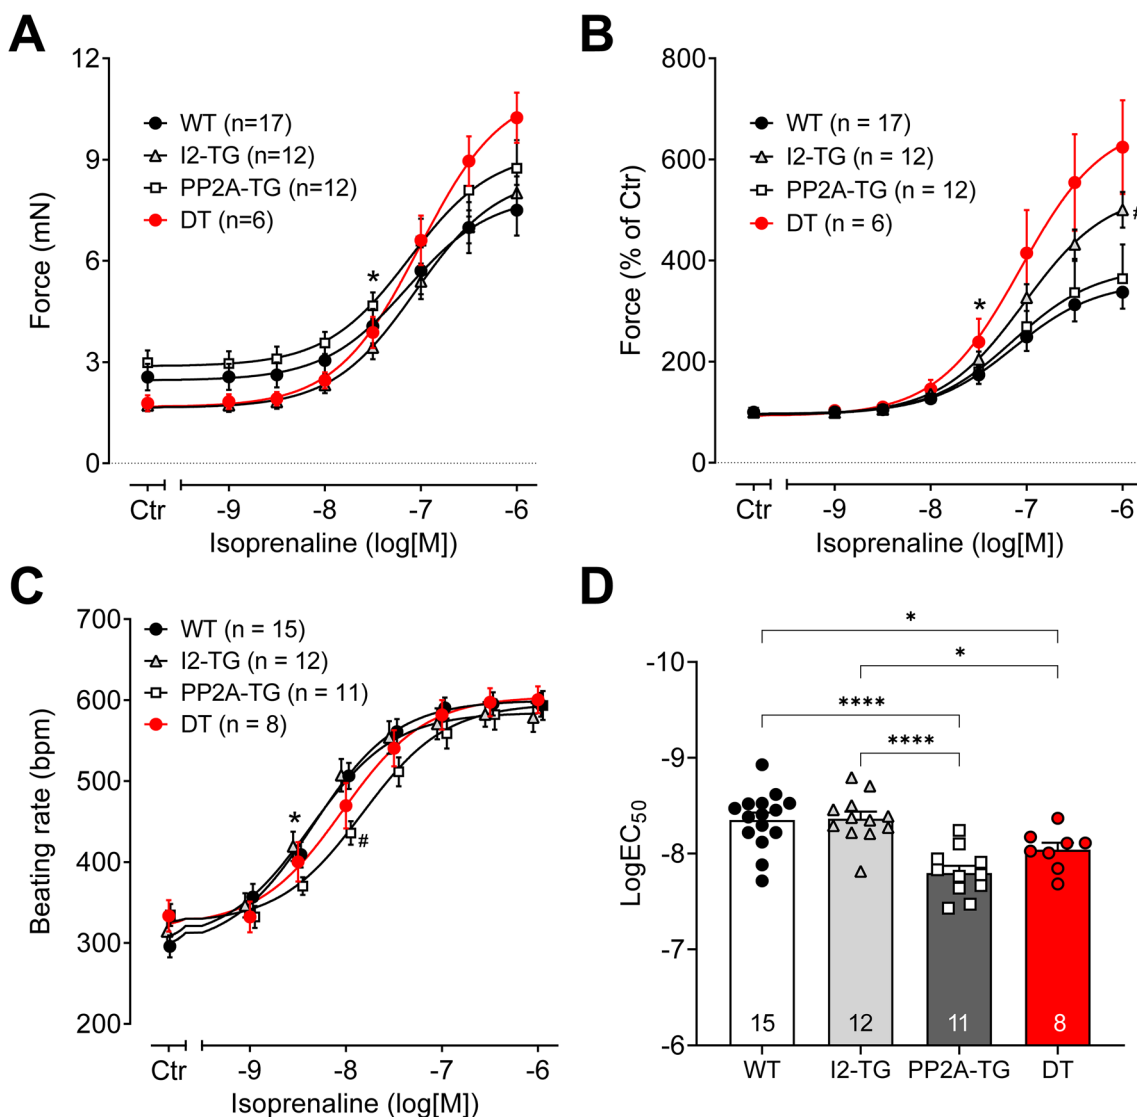 A
Force (mN)
12
9
6
3
0
WT (n=17)
I2-TG (n=12)
PP2A-TG (n=12)
DT (n=6)
*
Ctr -9 -8 -7 -6
Isoprenaline (log[M])
B
Force (% of Ctr)
800
600
400
200
0
WT (n = 17)
I2-TG (n = 12)
PP2A-TG (n = 12)
DT (n = 6)
*
#
Ctr -9 -8 -7 -6
Isoprenaline (log[M])
C
Beating rate (bpm)
700
600
500
400
300
200
WT (n = 15)
I2-TG (n = 12)
PP2A-TG (n = 11)
DT (n = 8)
*
#
Ctr -9 -8 -7 -6
Isoprenaline (log[M])
D
LogEC50
-10
-9
-8
-7
-6
*
*
****
****
15 12 11 8
WT I2-TG PP2A-TG DT